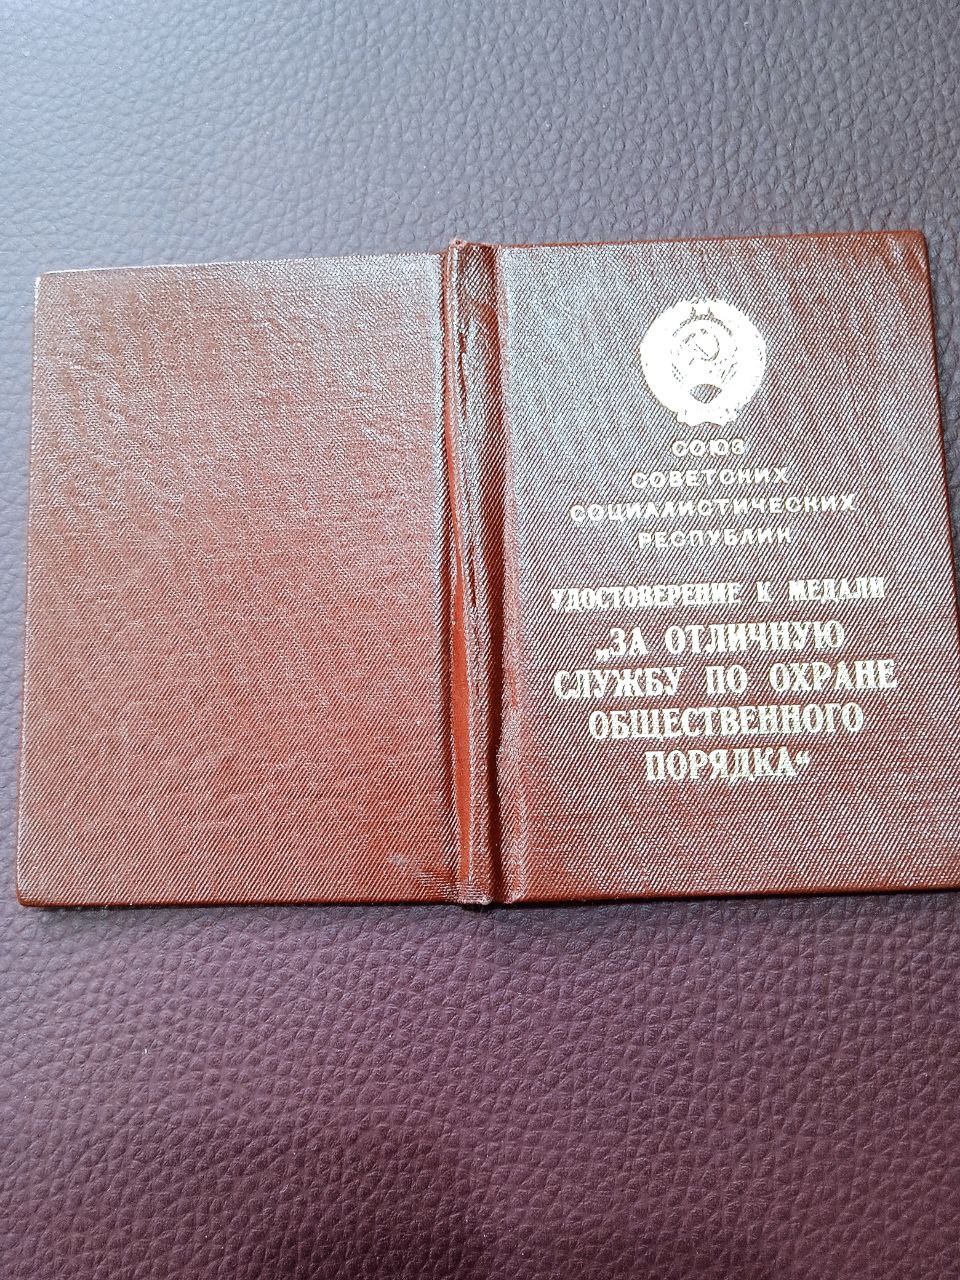 СОЮЗ
СОВЕТСКИХ
СОЦИАЛИСТИЧЕСКИХ
РЕСПУБЛИК
УДОСТОВЕРЕНИЕ К МЕДАЛИ
„ЗА ОТЛИЧНУЮ
СЛУЖБУ ПО ОХРАНЕ
ОБЩЕСТВЕННОГО
ПОРЯДКА“